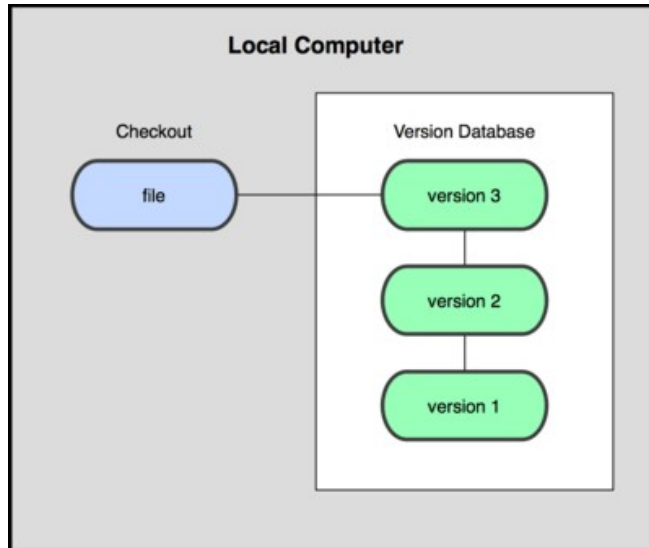 Local Computer
Checkout
Version Database
file
version 3
version 2
version 1